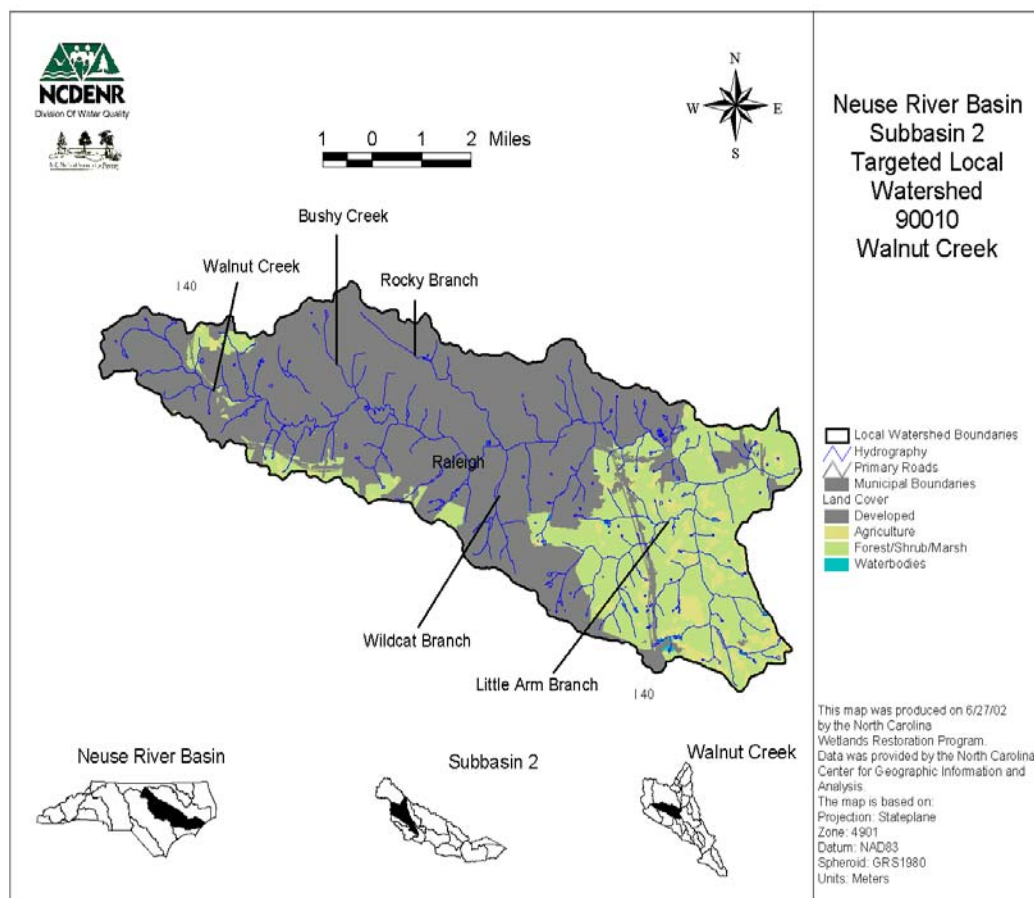 NCDENR
Division Of Water Quality
1 0 1 2 Miles
N
W E
S
Neuse River Basin
Subbasin 2
Targeted Local
Watershed
90010
Walnut Creek
Bushy Creek
Walnut Creek
Rocky Branch
I 40
Raleigh
Wildcat Branch
Little Arm Branch
I 40
Local Watershed Boundaries
Hydrography
Primary Roads
Municipal Boundaries
Land Cover
Developed
Agriculture
Forest/Shrub/Marsh
Waterbodies
Neuse River Basin
Subbasin 2
Walnut Creek
This map was produced on 6/27/02
by the North Carolina
Wetlands Restoration Program.
Data was provided by the North Carolina
Center for Geographic Information and
Analysis.
The map is based on:
Projection: Stateplane
Zone: 4901
Datum: NAD83
Spheroid: GRS1980
Units: Meters